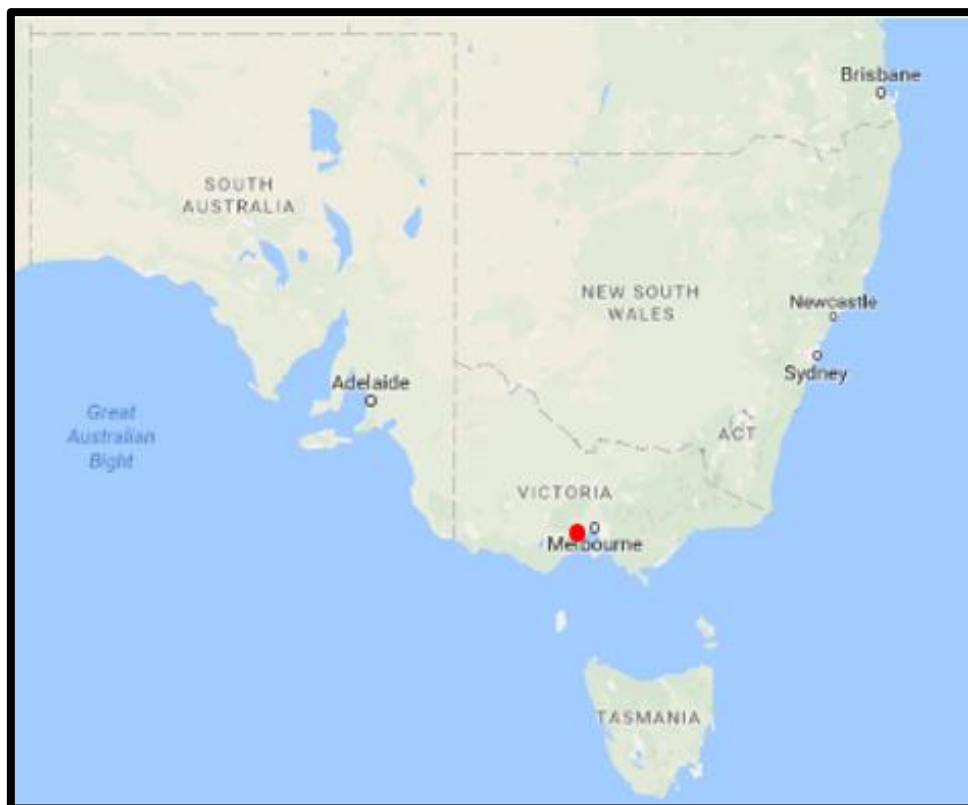 Brisbane
SOUTH
AUSTRALIA
NEW SOUTH
WALES
Newcastle
Sydney
Adelaide
Great
Australian
Bight
ACT
VICTORIA
Melbourne
TASMANIA